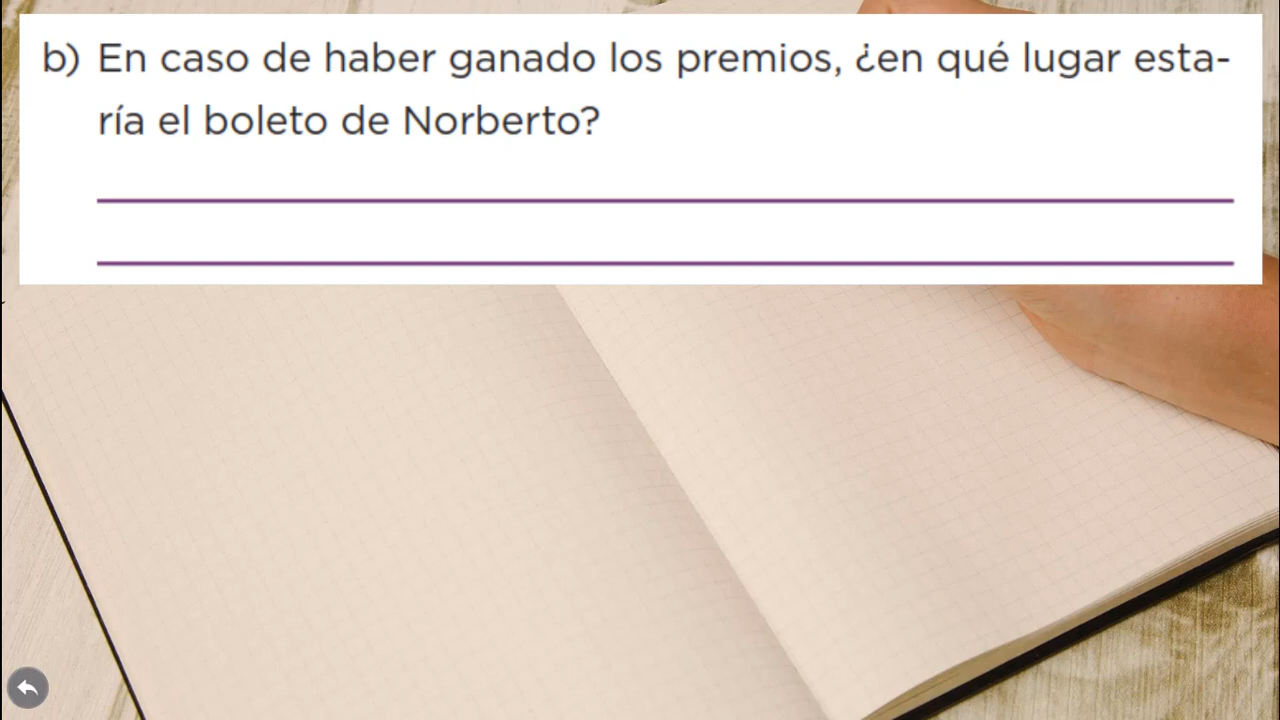 b) En caso de haber ganado los premios, ¿en qué lugar esta-
ría el boleto de Norberto?